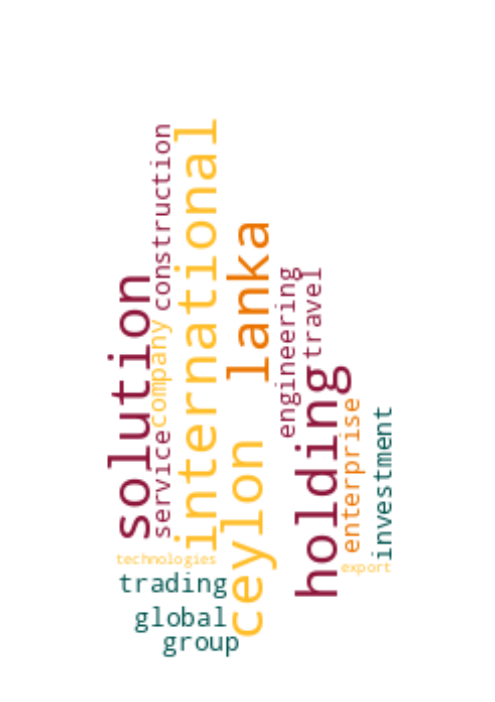 solution
construction
company
service
international
lanka
ceylon
engineering
travel
holding
enterprise
investment
technologies
export
trading
global
group